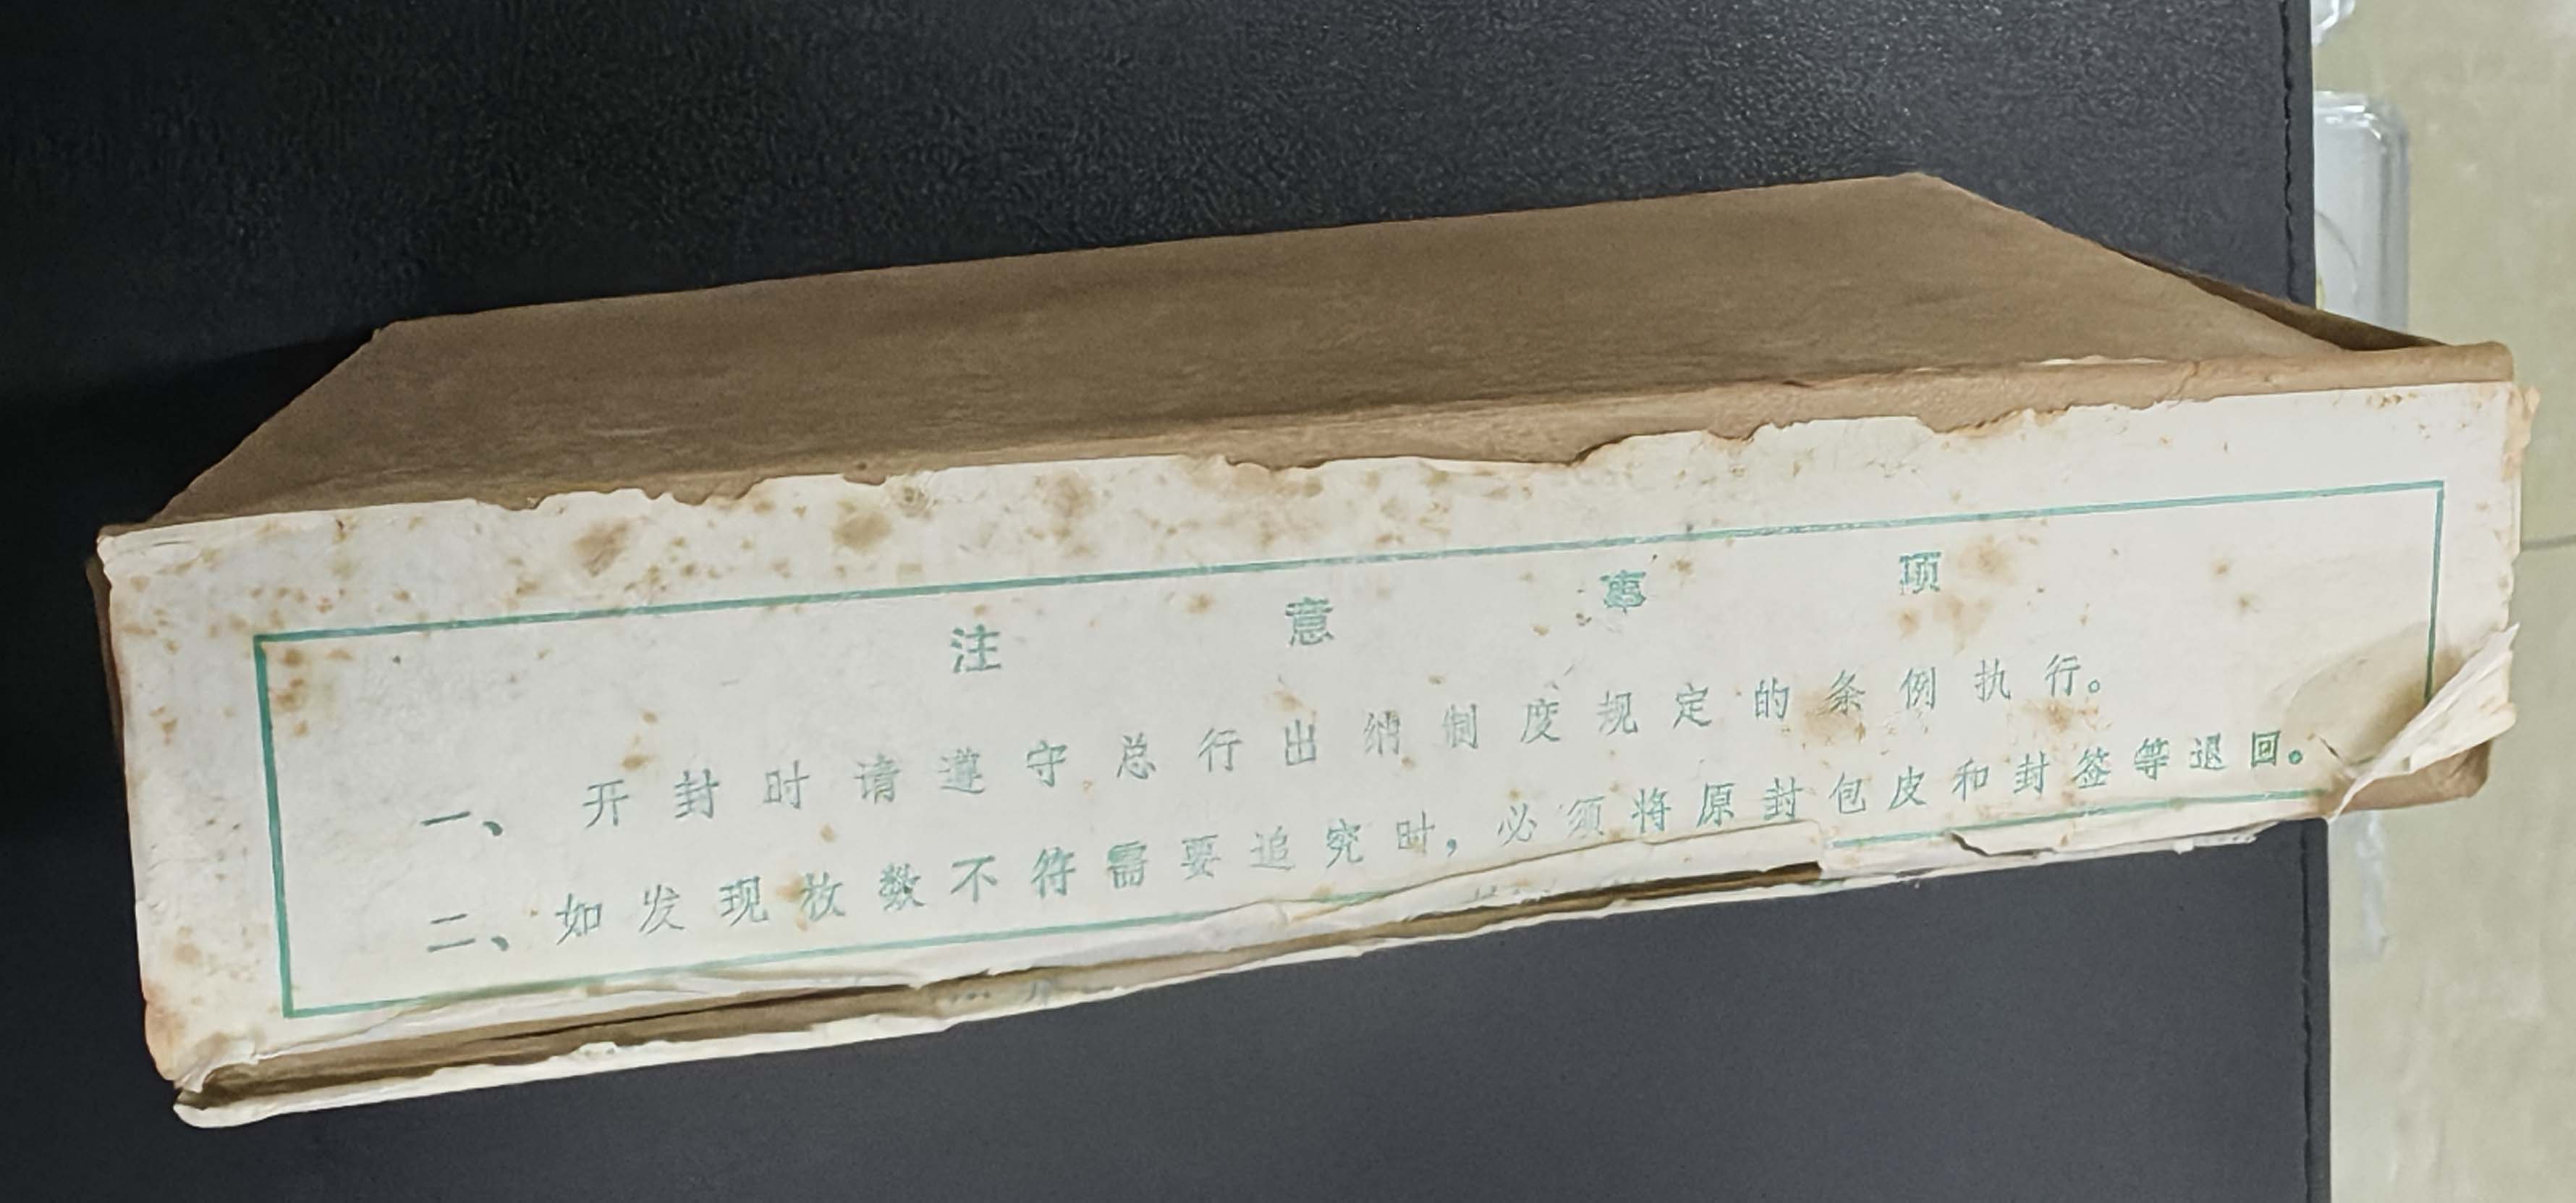 注意事项
一、开封时请遵守总行出纳制度规定的条例执行。
二、如发现枚数不符需要追究时，必须将原封包皮和封签等退回。